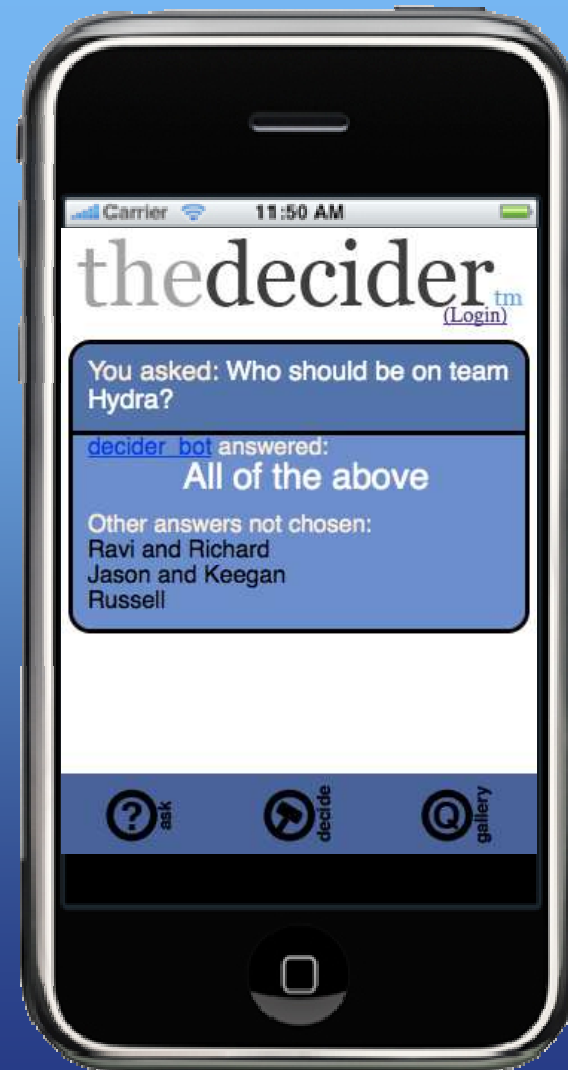 Carrier 11:50 AM
thedecider tm
(Login)
You asked: Who should be on team
Hydra?
decider_bot answered:
All of the above
Other answers not chosen:
Ravi and Richard
Jason and Keegan
Russell
? ask decide Q gallery